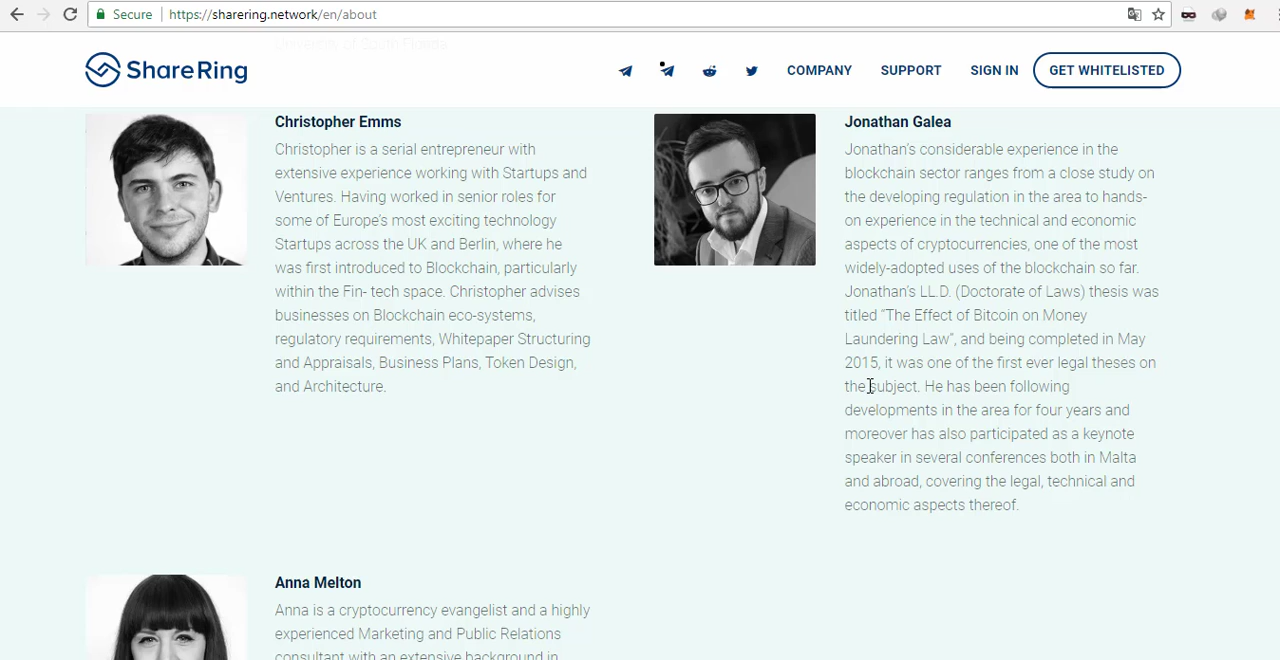 Secure
https://sharering.network/en/about
University of South Florida
ShareRing
COMPANY
SUPPORT
SIGN IN
GET WHITELISTED
Christopher Emms
Christopher is a serial entrepreneur with
extensive experience working with Startups and
Ventures. Having worked in senior roles for
some of Europe's most exciting technology
Startups across the UK and Berlin, where he
was first introduced to Blockchain, particularly
within the Fin- tech space. Christopher advises
businesses on Blockchain eco-systems,
regulatory requirements, Whitepaper Structuring
and Appraisals, Business Plans, Token Design,
and Architecture.
Jonathan Galea
Jonathan's considerable experience in the
blockchain sector ranges from a close study on
the developing regulation in the area to hands-
on experience in the technical and economic
aspects of cryptocurrencies, one of the most
widely-adopted uses of the blockchain so far.
Jonathan's LL.D. (Doctorate of Laws) thesis was
titled “The Effect of Bitcoin on Money
Laundering Law”, and being completed in May
2015, it was one of the first ever legal theses on
the subject. He has been following
developments in the area for four years and
moreover has also participated as a keynote
speaker in several conferences both in Malta
and abroad, covering the legal, technical and
economic aspects thereof.
Anna Melton
Anna is a cryptocurrency evangelist and a highly
experienced Marketing and Public Relations
consultant with an extensive background in